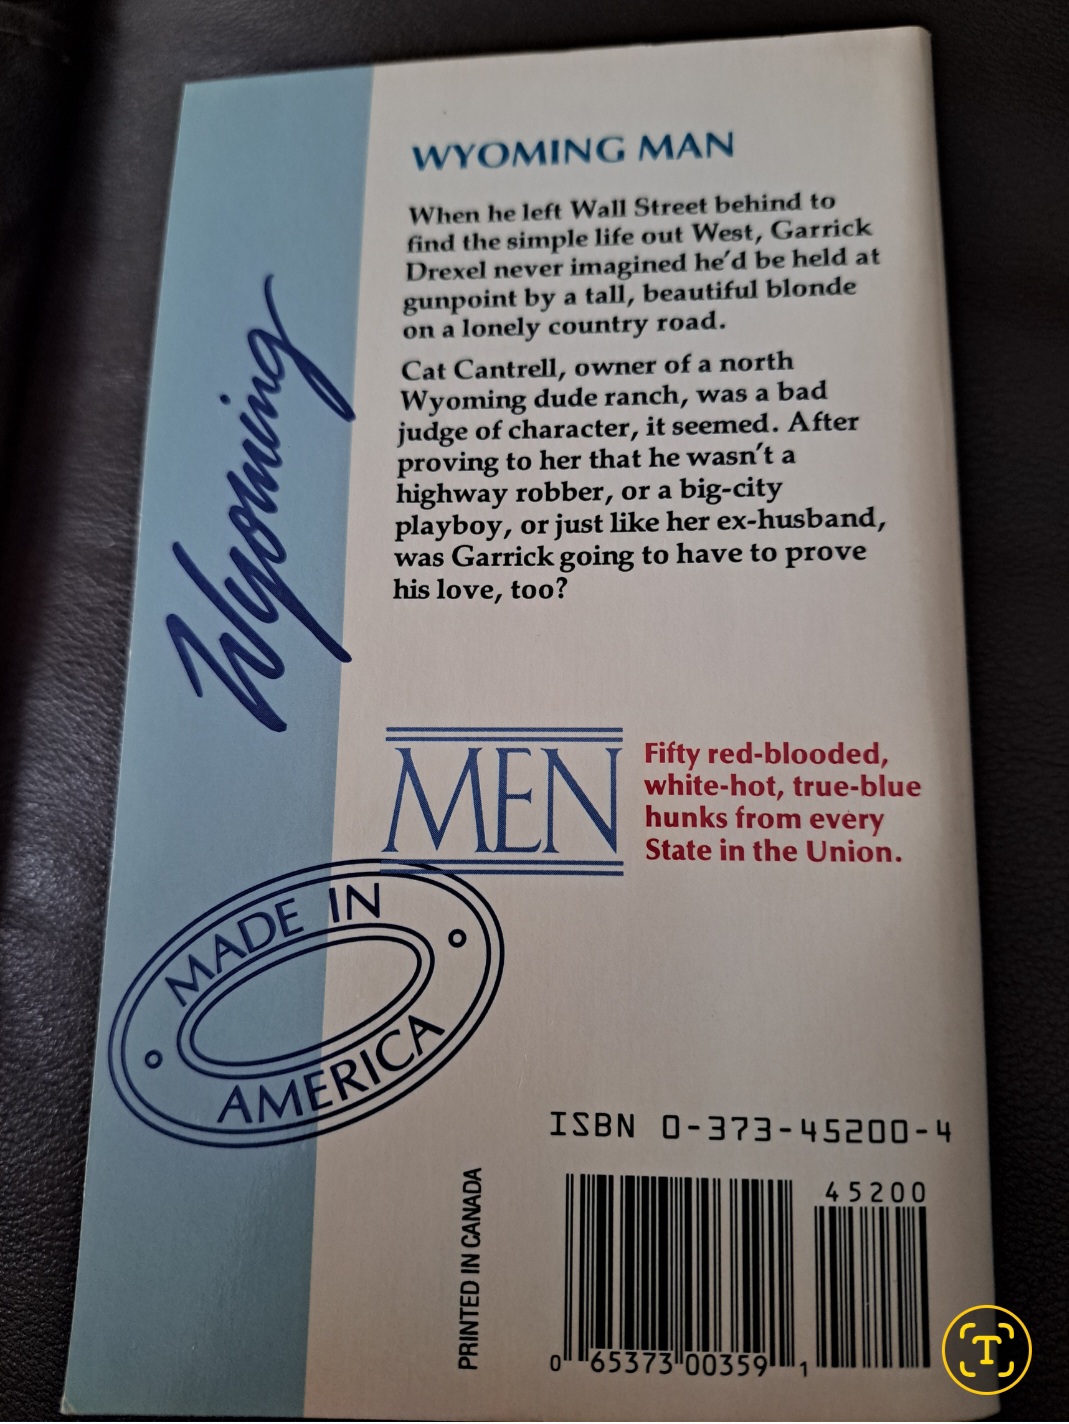 WYOMING MAN
When he left Wall Street behind to
find the simple life out West, Garrick
Drexel never imagined he'd be held at
gunpoint by a tall, beautiful blonde
on a lonely country road.
Cat Cantrell, owner of a north
Wyoming dude ranch, was a bad
judge of character, it seemed. After
proving to her that he wasn't a
highway robber, or a big-city
playboy, or just like her ex-husband,
was Garrick going to have to prove
his love, too?
Wyoming
MEN
Fifty red-blooded,
white-hot, true-blue
hunks from every
State in the Union.
MADE IN
AMERICA
ISBN 0-373-45200-4
PRINTED IN CANADA
45200
0 65373 00359 1
T